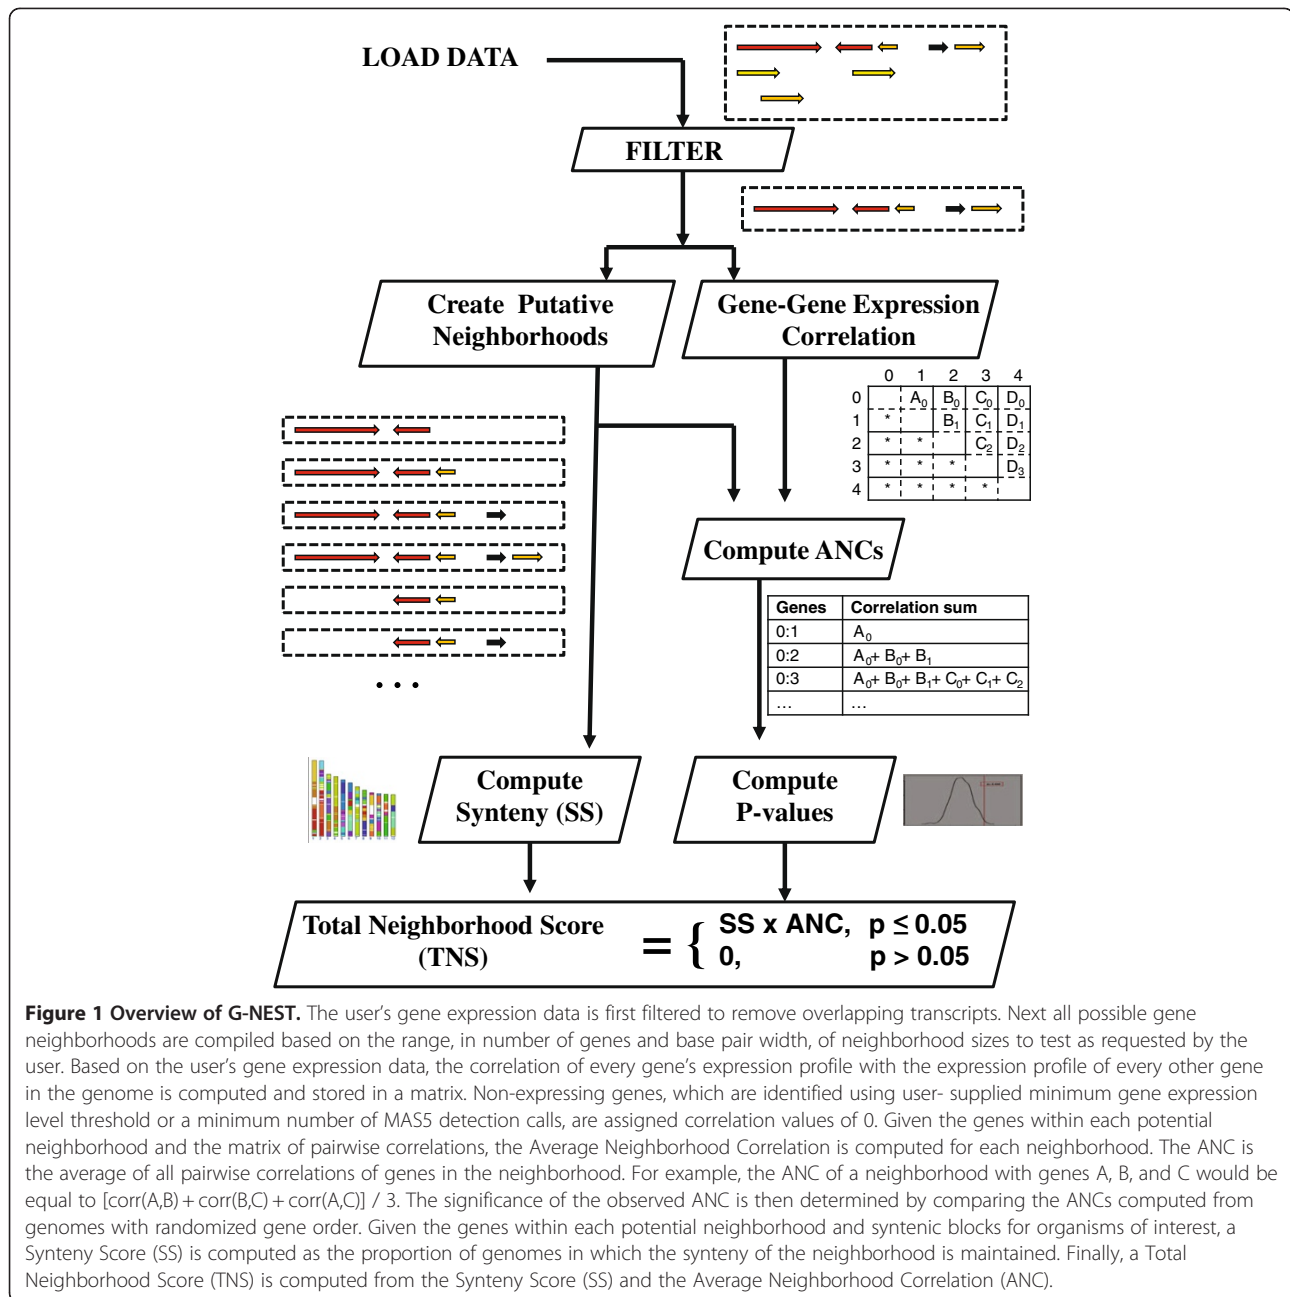 LOAD DATA
FILTER
Create Putative
Neighborhoods
Gene-Gene Expression
Correlation
0 1 2 3 4
0 A₀ B₀ C₀ D₀
1 * B₁ C₁ D₁
2 * * C₂ D₂
3 * * * D₃
4 * * * *
Compute ANCs
Genes Correlation sum
0:1 A₀
0:2 A₀+ B₀+ B₁
0:3 A₀+ B₀+ B₁+ C₀+ C₁+ C₂
... ...
. . .
Compute
Synteny (SS)
Compute
P-values
Total Neighborhood Score
(TNS)
= { SS x ANC, p ≤ 0.05
0, p > 0.05
Figure 1 Overview of G-NEST. The user's gene expression data is first filtered to remove overlapping transcripts. Next all possible gene
neighborhoods are compiled based on the range, in number of genes and base pair width, of neighborhood sizes to test as requested by the
user. Based on the user's gene expression data, the correlation of every gene's expression profile with the expression profile of every other gene
in the genome is computed and stored in a matrix. Non-expressing genes, which are identified using user- supplied minimum gene expression
level threshold or a minimum number of MAS5 detection calls, are assigned correlation values of 0. Given the genes within each potential
neighborhood and the matrix of pairwise correlations, the Average Neighborhood Correlation is computed for each neighborhood. The ANC is
the average of all pairwise correlations of genes in the neighborhood. For example, the ANC of a neighborhood with genes A, B, and C would be
equal to [corr(A,B) + corr(B,C) + corr(A,C)] / 3. The significance of the observed ANC is then determined by comparing the ANCs computed from
genomes with randomized gene order. Given the genes within each potential neighborhood and syntenic blocks for organisms of interest, a
Synteny Score (SS) is computed as the proportion of genomes in which the synteny of the neighborhood is maintained. Finally, a Total
Neighborhood Score (TNS) is computed from the Synteny Score (SS) and the Average Neighborhood Correlation (ANC).